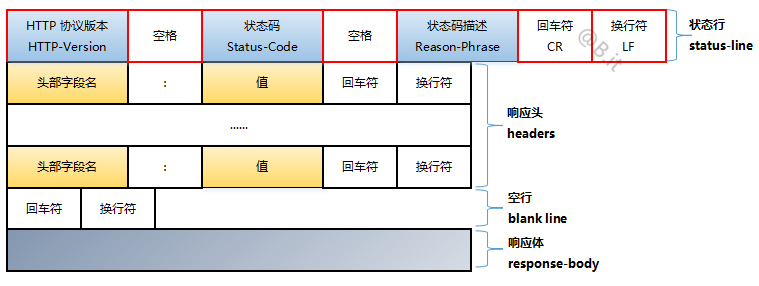 HTTP 协议版本 空格 状态码 空格 状态码描述 回车符 换行符 状态行
HTTP-Version Status-Code Reason-Phrase CR LF status-line
@B.it
头部字段名 : 值 回车符 换行符
响应头
...... headers
头部字段名 : 值 回车符 换行符
回车符 换行符 空行
blank line
响应体
response-body